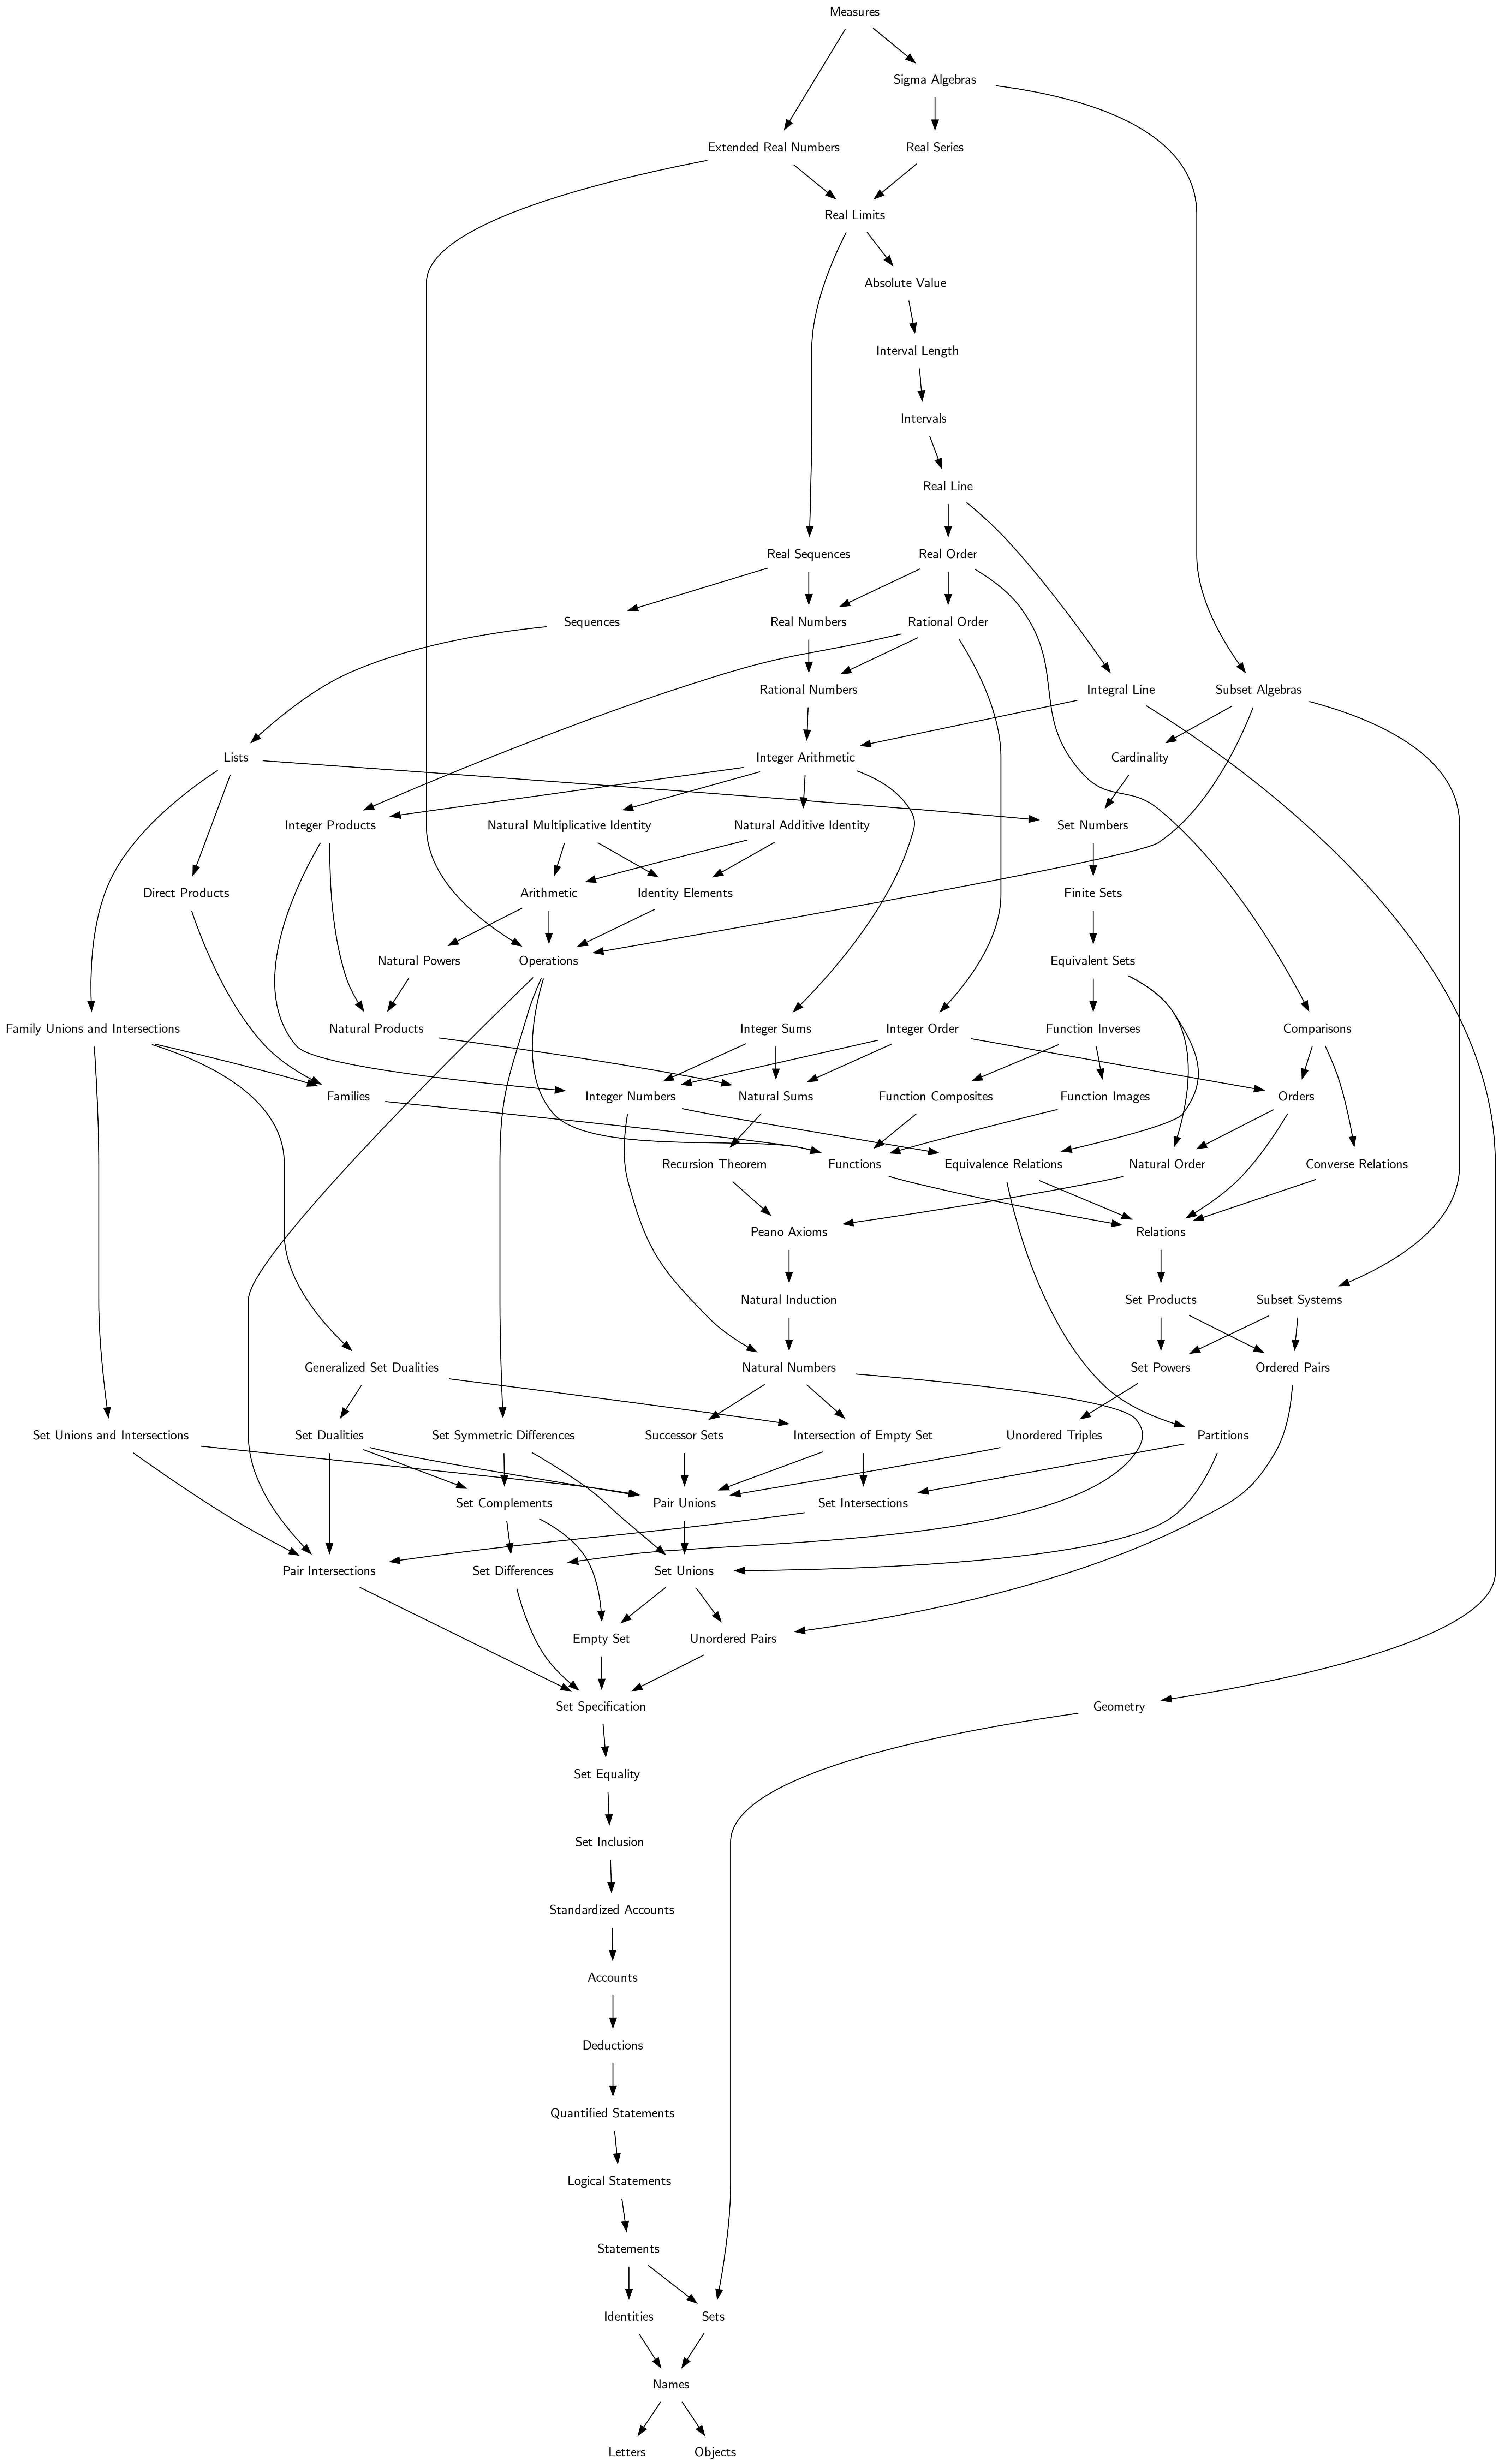 Measures
Sigma Algebras
Extended Real Numbers
Real Series
Real Limits
Absolute Value
Interval Length
Intervals
Real Line
Real Sequences
Real Order
Sequences
Real Numbers
Rational Order
Rational Numbers
Integral Line
Subset Algebras
Lists
Integer Arithmetic
Cardinality
Integer Products
Natural Multiplicative Identity
Natural Additive Identity
Set Numbers
Direct Products
Arithmetic
Identity Elements
Finite Sets
Natural Powers
Operations
Equivalent Sets
Family Unions and Intersections
Natural Products
Integer Sums
Integer Order
Function Inverses
Comparisons
Families
Integer Numbers
Natural Sums
Function Composites
Function Images
Orders
Recursion Theorem
Functions
Equivalence Relations
Natural Order
Converse Relations
Peano Axioms
Relations
Natural Induction
Set Products
Subset Systems
Generalized Set Dualities
Natural Numbers
Set Powers
Ordered Pairs
Set Unions and Intersections
Set Dualities
Set Symmetric Differences
Successor Sets
Intersection of Empty Set
Unordered Triples
Partitions
Set Complements
Pair Unions
Set Intersections
Pair Intersections
Set Differences
Set Unions
Empty Set
Unordered Pairs
Set Specification
Geometry
Set Equality
Set Inclusion
Standardized Accounts
Accounts
Deductions
Quantified Statements
Logical Statements
Statements
Identities
Sets
Names
Letters
Objects